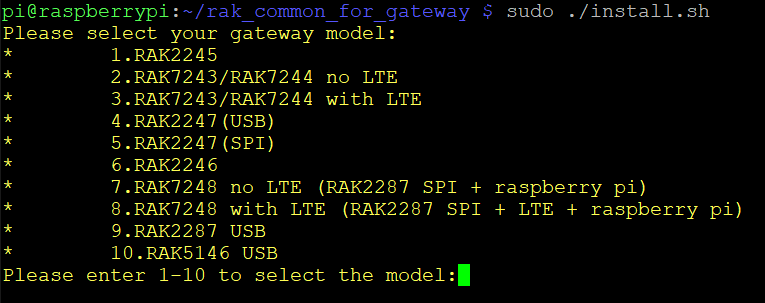 pi@raspberrypi:~/rak_common_for_gateway $ sudo ./install.sh
Please select your gateway model:
* 1.RAK2245
* 2.RAK7243/RAK7244 no LTE
* 3.RAK7243/RAK7244 with LTE
* 4.RAK2247(USB)
* 5.RAK2247(SPI)
* 6.RAK2246
* 7.RAK7248 no LTE (RAK2287 SPI + raspberry pi)
* 8.RAK7248 with LTE (RAK2287 SPI + LTE + raspberry pi)
* 9.RAK2287 USB
* 10.RAK5146 USB
Please enter 1-10 to select the model: